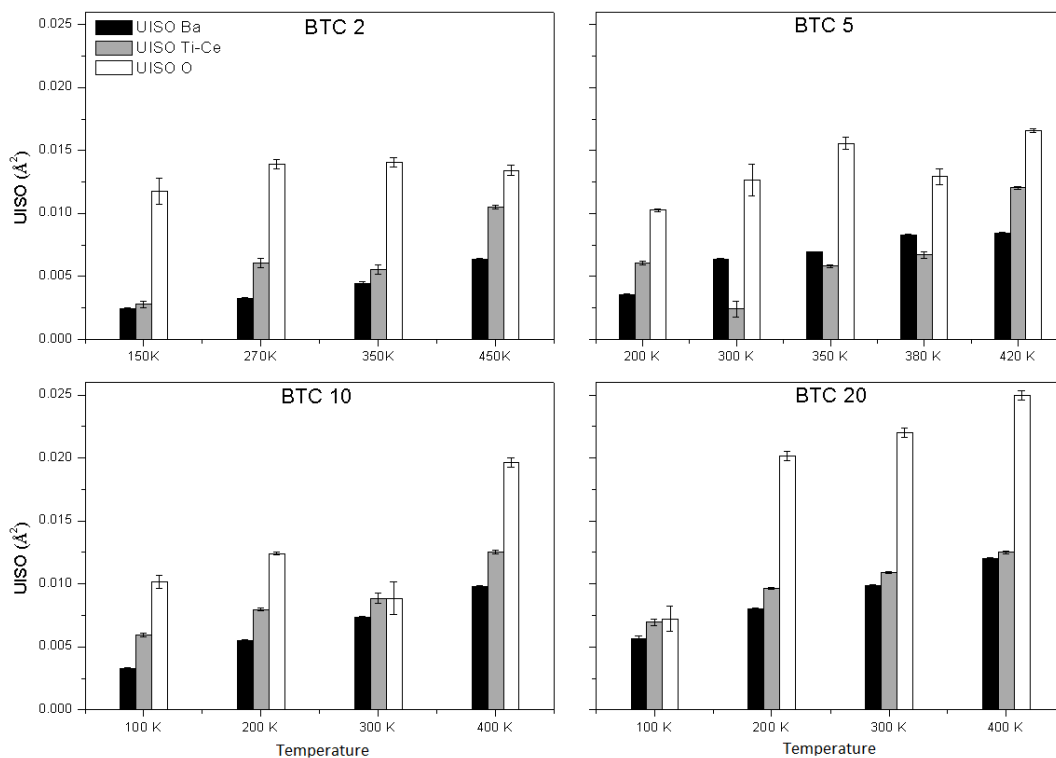 BTC 2
UISO Ba
UISO Ti-Ce
UISO O
0.025
0.020
0.015
0.010
0.005
0.000
UISO (Å²)
150K 270K 350K 450K
BTC 5
200 K 300 K 350 K 380 K 420 K
BTC 10
0.025
0.020
0.015
0.010
0.005
0.000
UISO (Å²)
100 K 200 K 300 K 400 K
Temperature
BTC 20
100 K 200 K 300 K 400 K
Temperature